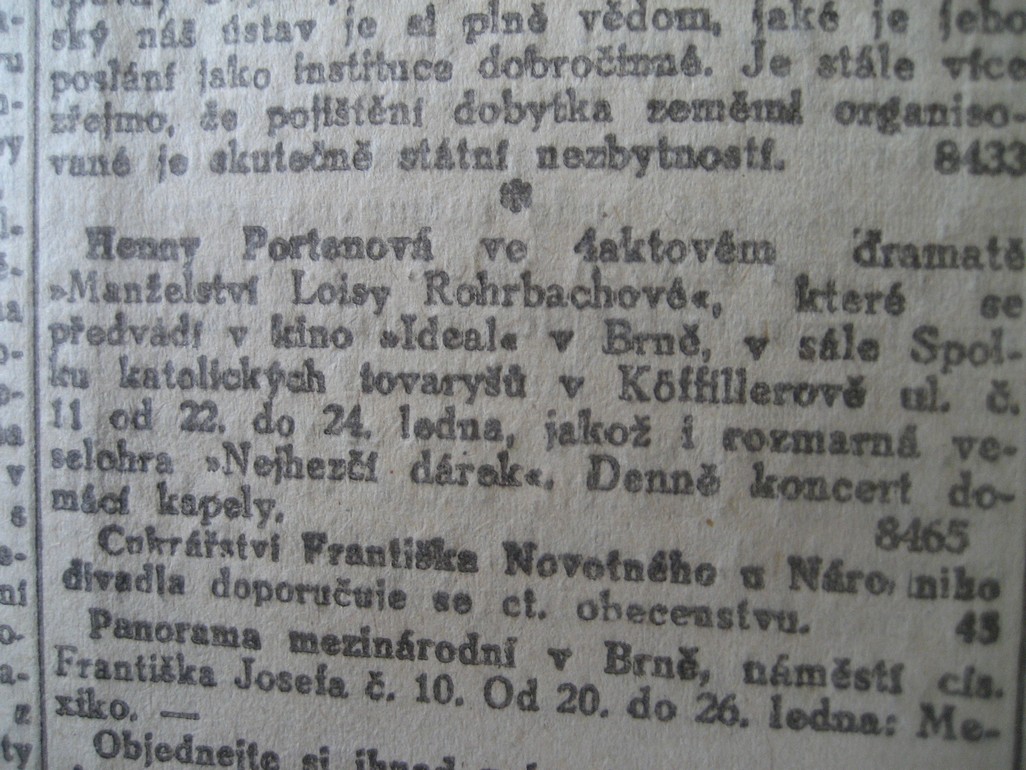 ský náš ústav je si plně vědom, jaké je jeho
poslání jako instituce dobročinné. Je stále více
zřejmo, že pojištění dobytka zeměmi organiso-
vané je skutečně státní nezbytností. 8433
*
Henny Portenová ve 4aktovém dramatě
»Manželství Loisy Rohrbachové«, které se
předvádí v kino »Ideal« v Brně, v sále Spol-
ku katolických tovaryšů v Köffillerově ul. č.
11 od 22. do 24. ledna, jakož i rozmarná ve-
selohra »Nejhezčí dárek«. Denně koncert do-
mácí kapely. 8465
Cukrářství Františka Novotného u Náro niho
divadla doporučuje se ct. obecenstvu. 43
Panorama mezinárodní v Brně, náměstí cís.
Františka Josefa č. 10. Od 20. do 26. ledna: Me-
xiko. —
Objednejte si ihned